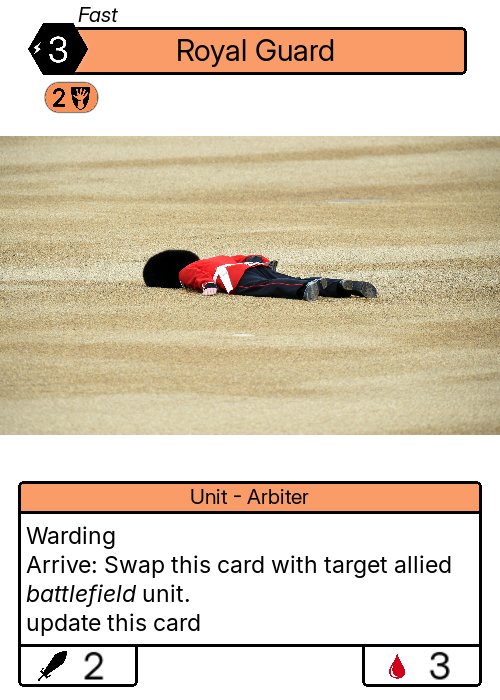 Fast
3
Royal Guard
2
Unit - Arbiter
Warding
Arrive: Swap this card with target allied
battlefield unit.
update this card
2
3